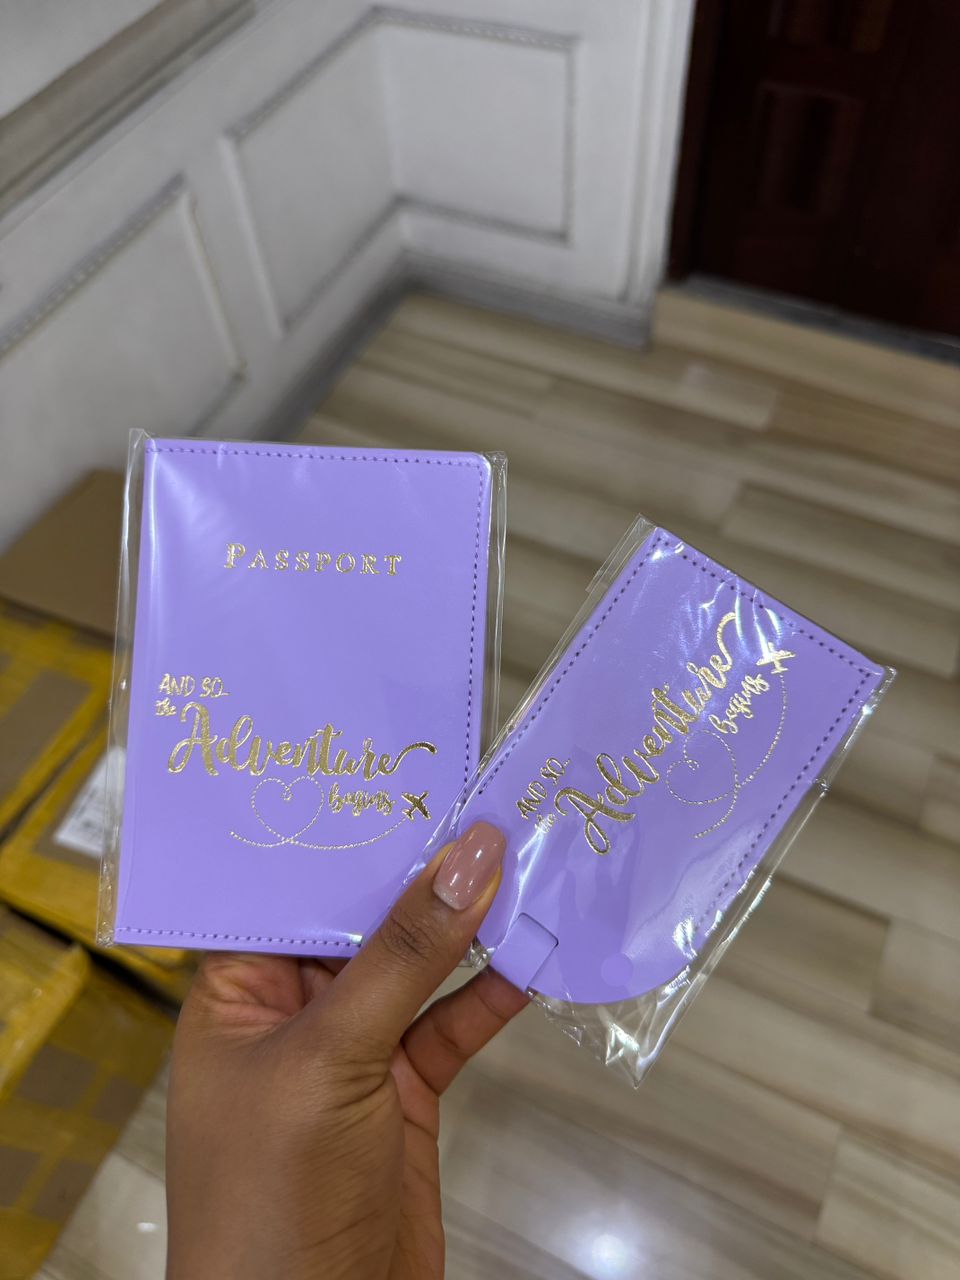 PASSPORT
AND SO...
the Adventure
begins
AND SO...
the Adventure
begins